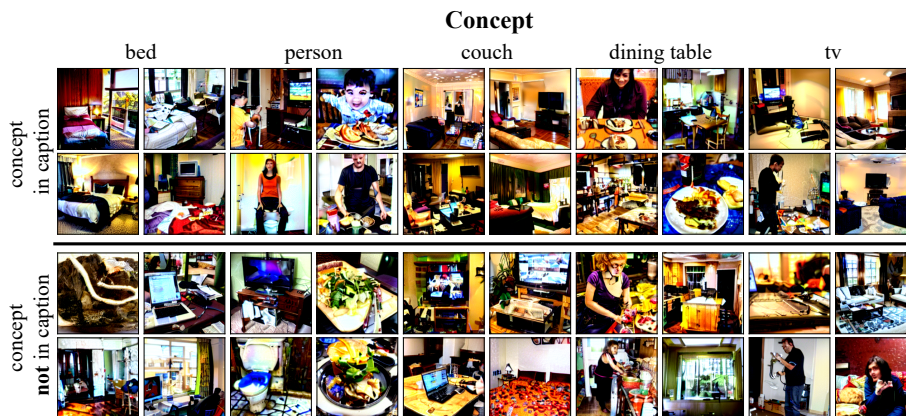 Concept
bed person couch dining table tv
concept
in caption
concept
not in caption